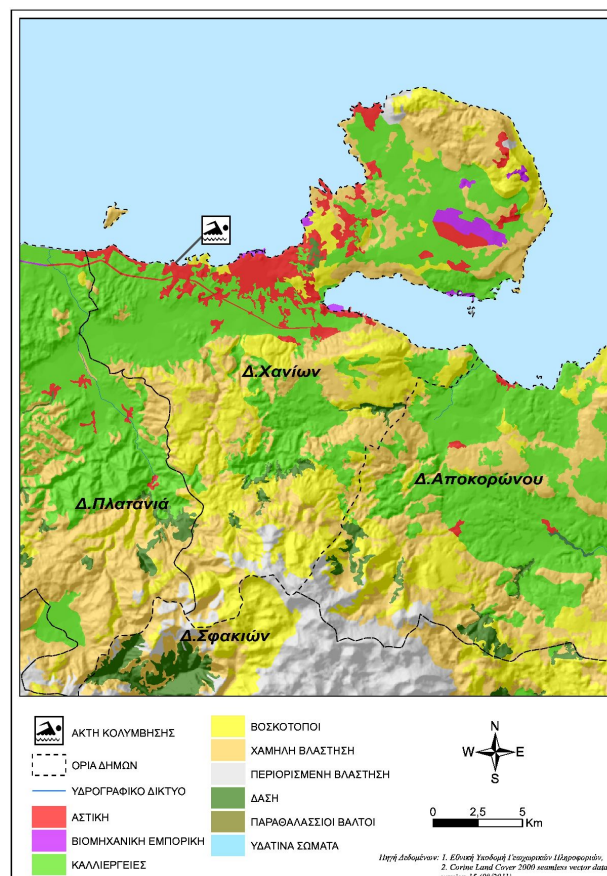 Δ.Χανίων
Δ.Αποκορώνου
Δ.Πλατανιά
Δ.Σφακιών
ΑΚΤΗ ΚΟΛΥΜΒΗΣΗΣ
ΟΡΙΑ ΔΗΜΩΝ
ΥΔΡΟΓΡΑΦΙΚΟ ΔΙΚΤΥΟ
ΑΣΤΙΚΗ
ΒΙΟΜΗΧΑΝΙΚΗ ΕΜΠΟΡΙΚΗ
ΚΑΛΛΙΕΡΓΕΙΕΣ
ΒΟΣΚΟΤΟΠΟΙ
ΧΑΜΗΛΗ ΒΛΑΣΤΗΣΗ
ΠΕΡΙΟΡΙΣΜΕΝΗ ΒΛΑΣΤΗΣΗ
ΔΑΣΗ
ΠΑΡΑΘΑΛΑΣΣΙΟΙ ΒΑΛΤΟΙ
ΥΔΑΤΙΝΑ ΣΩΜΑΤΑ
N
W E
S
0 2,5 5
Km
Πηγή Δεδομένων: 1. Εθνική Υποδομή Γεωχωρικών Πληροφοριών,
2. Corine Land Cover 2000 seamless vector data